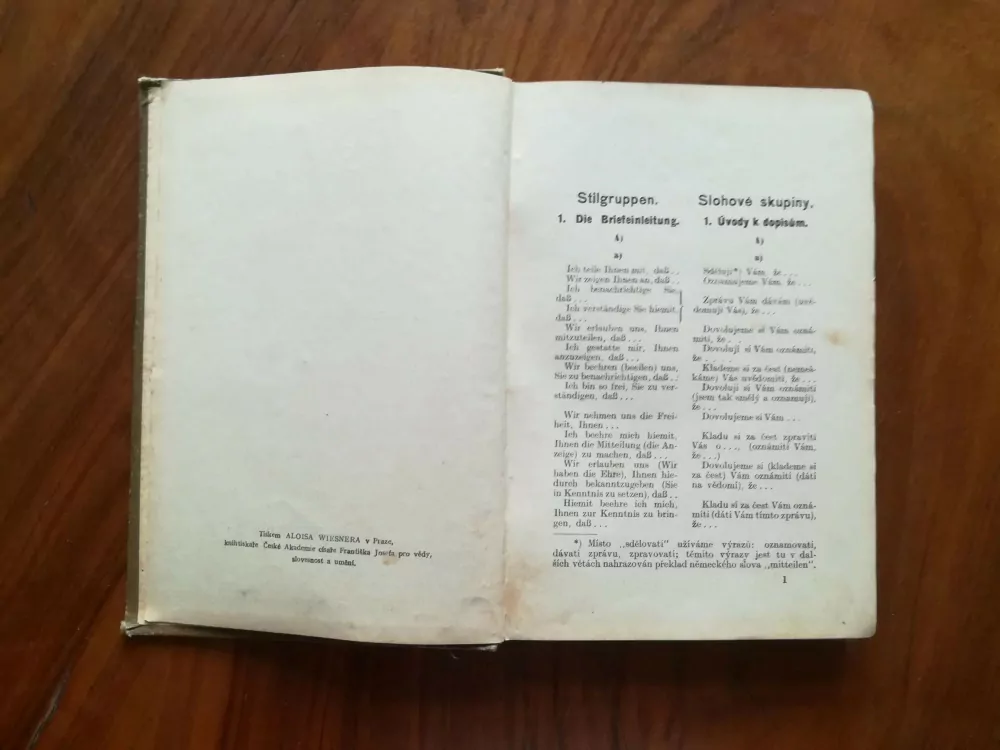 Tiskem ALOISA WIESNERA v Praze,
knihtiskaře České Akademie císaře Františka Josefa pro vědy,
slovesnost a umění.
Stilgruppen.
1. Die Briefeinleitung.
a)
Ich teile Ihnen mit, daß . .
Wir zeigen Ihnen an, daß . .
Ich benachrichtige Sie,
daß . . .
Ich verständige Sie hiemit,
daß . . .
Wir erlauben uns, Ihnen
mitzuteilen, daß . . .
Ich gestatte mir, Ihnen
anzuzeigen, daß . . .
Wir beehren (beeilen) uns,
Sie zu benachrichtigen, daß . .
Ich bin so frei, Sie zu ver-
ständigen, daß . . .
Wir nehmen uns die Frei-
heit, Ihnen . . .
Ich beehre mich hiemit,
Ihnen die Mitteilung (die An-
zeige) zu machen, daß . . .
Wir erlauben uns (Wir
haben die Ehre), Ihnen hie-
durch bekanntzugeben (Sie
in Kenntnis zu setzen), daß . .
Hiemit beehre ich mich,
Ihnen zur Kenntnis zu brin-
gen, daß . . .
Slohové skupiny.
1. Úvody k dopisům.
a)
Sděluji*) Vám, že . . .
Oznamujeme Vám, že . . .
Zprávu Vám dávám (uvě-
domuji Vás), že . . .
Dovolujeme si Vám ozná-
miti, že . . .
Dovoluji si Vám oznámiti,
že . . . .
Klademe si za čest (nemeš-
káme) Vás uvědomiti, že . . .
Dovoluji si Vám oznámiti
(jsem tak smělý a oznamuji),
že . . .
Dovolujeme si Vám . . .
Kladu si za čest zpraviti
Vás o . . ., (oznámiti Vám,
že . . .)
Dovolujeme si (klademe si
za čest) Vám oznámiti (dáti
na vědomí), že . . .
Kladu si za čest Vám ozná-
miti (dáti Vám tímto zprávu),
že . . .
*) Místo „sdělovati" užíváme výrazů: oznamovati,
dávati zprávu, zpravovati; těmito výrazy jest tu v dal-
ších větách nahrazován překlad německého slova „mitteilen".
1